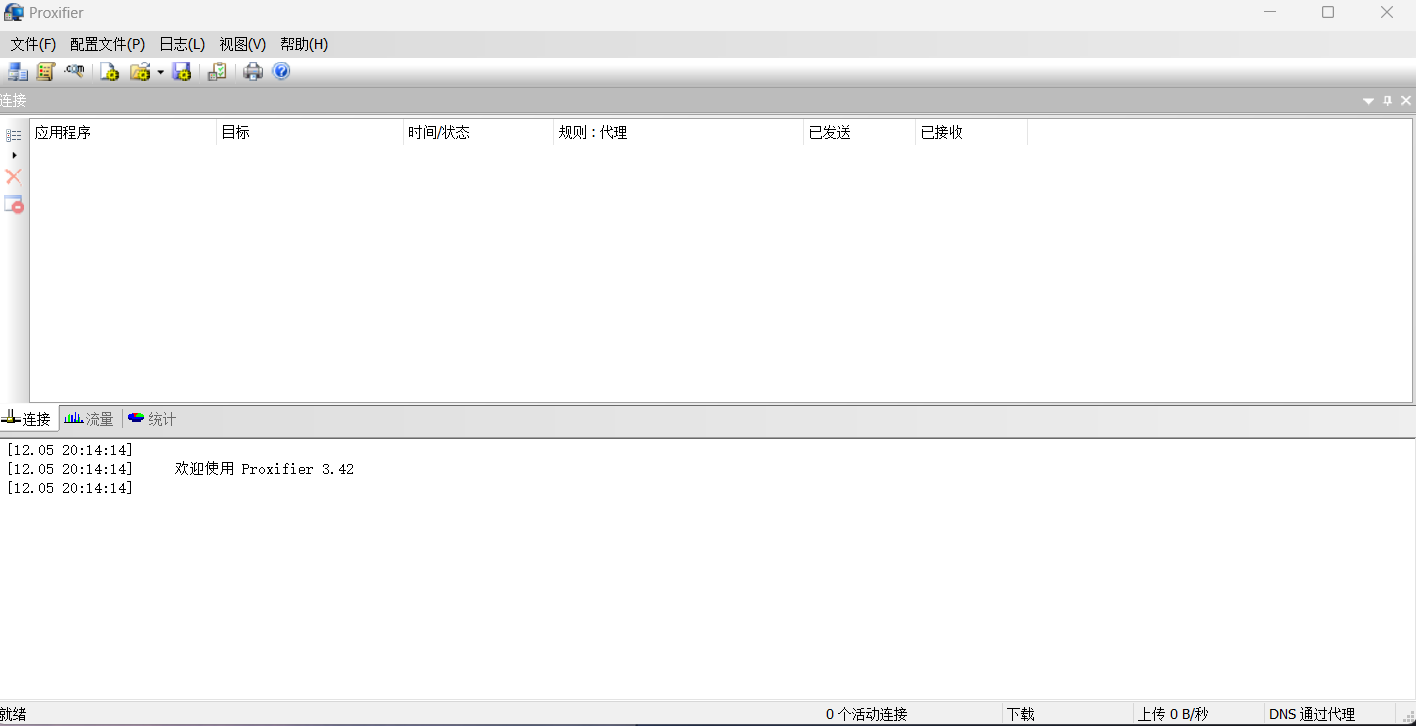 Proxifier
文件(F) 配置文件(P) 日志(L) 视图(V) 帮助(H)
.com
连接
应用程序 目标 时间/状态 规则 : 代理 已发送 已接收
连接 流量 统计
[12.05 20:14:14]
[12.05 20:14:14] 欢迎使用 Proxifier 3.42
[12.05 20:14:14]
就绪 0 个活动连接 下载 上传 0 B/秒 DNS 通过代理